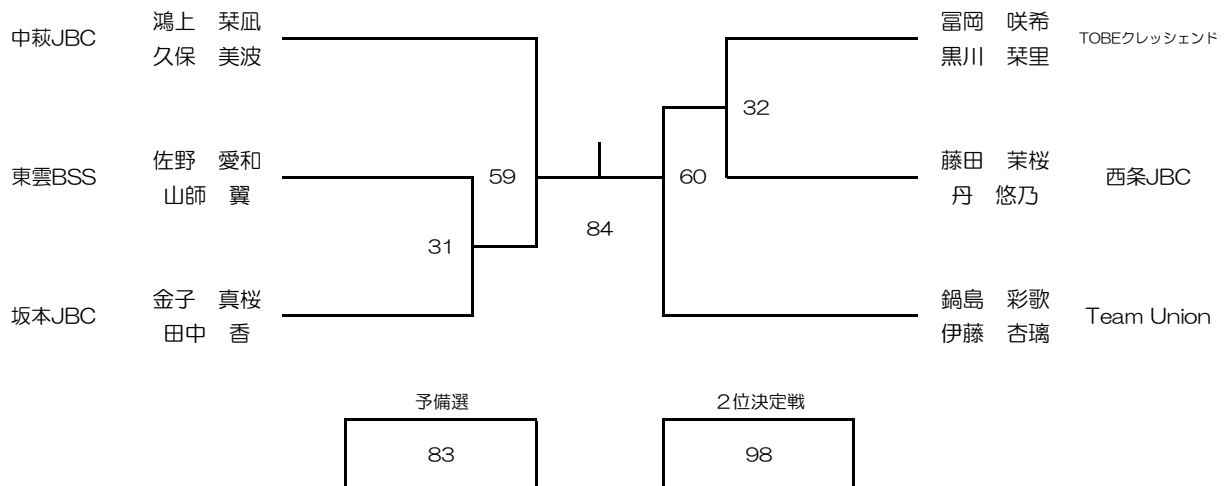 鴻上　栞凪
中萩JBC
久保　美波
佐野　愛和
東雲BSS
山師　翼
金子　真桜
坂本JBC
田中　香
31
59
84
60
32
冨岡　咲希
TOBEクレッシェンド
黒川　栞里
藤田　茉桜
西条JBC
丹　悠乃
鍋島　彩歌
Team Union
伊藤　杏璃
予備選
83
２位決定戦
98